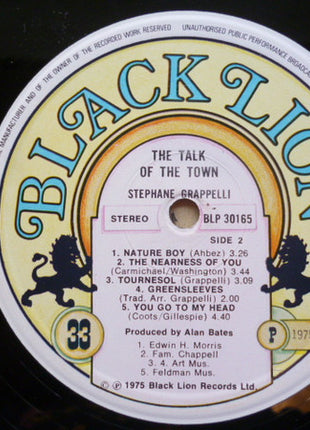 MANUFACTURER AND OF THE OWNER OF THE RECORDED WORK RESERVED
UNAUTHORISED PUBLIC PERFORMANCE BROADCAS
BLACK LION
THE TALK
OF THE TOWN
STEPHANE GRAPPELLI
STEREO
BLP 30165
SIDE 2
1. NATURE BOY (Ahbez) 3.26
2. THE NEARNESS OF YOU
(Carmichael/Washington) 3.44
3. TOURNESOL (Grappelli) 3.09
4. GREENSLEEVES
(Trad. Arr. Grappelli) 2.00
5. YOU GO TO MY HEAD
(Coots/Gillespie) 4.40
33
P 1975
Produced by Alan Bates
1. Edwin H. Morris
2. Fam. Chappell
3. 4. Art Mus.
5. Feldman Mus.
© ℗ 1975 Black Lion Records Ltd.